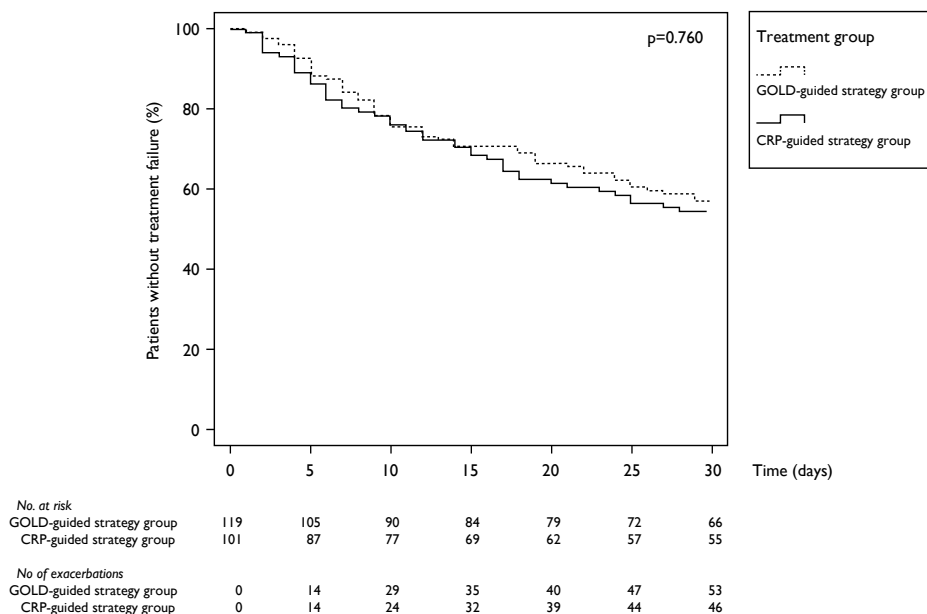 100
80
60
40
20
0
Patients without treatment failure (%)
p=0.760
Treatment group
GOLD-guided strategy group
CRP-guided strategy group
0 5 10 15 20 25 30 Time (days)
No. at risk
GOLD-guided strategy group 119 105 90 84 79 72 66
CRP-guided strategy group 101 87 77 69 62 57 55
No of exacerbations
GOLD-guided strategy group 0 14 29 35 40 47 53
CRP-guided strategy group 0 14 24 32 39 44 46